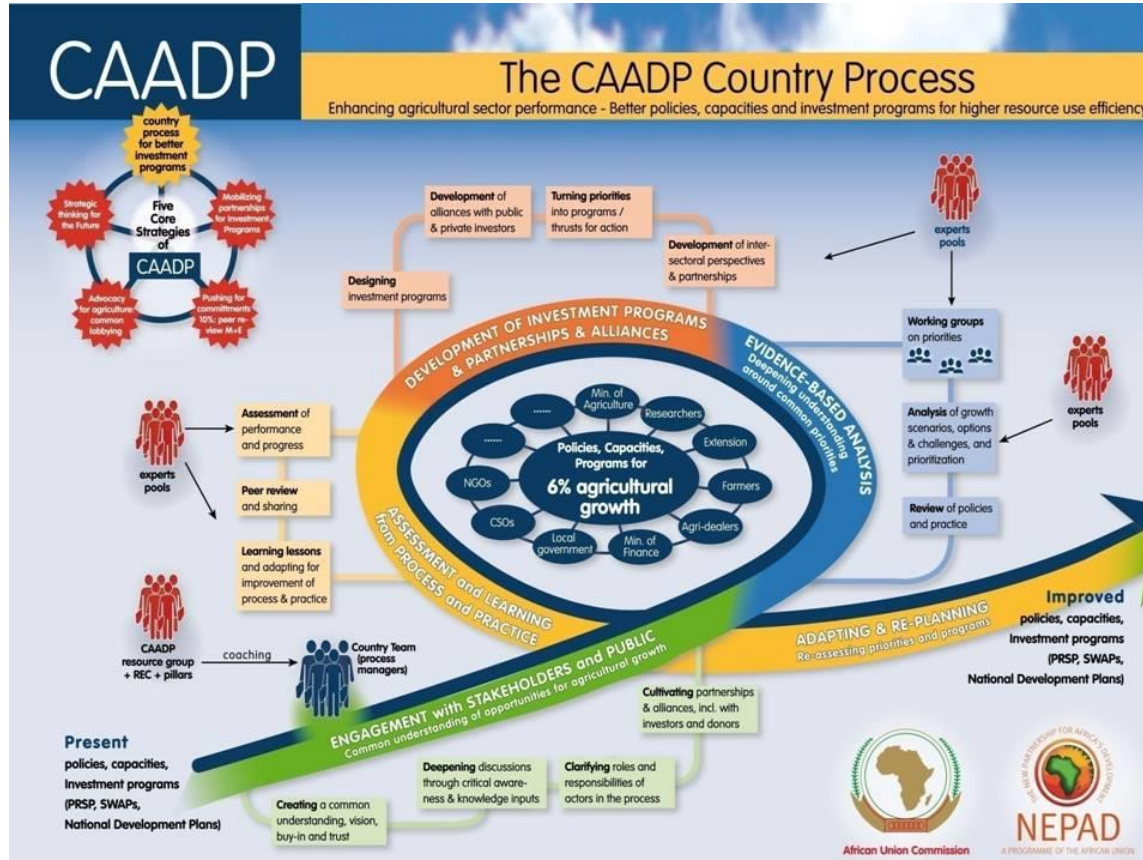 CAADP
The CAADP Country Process
Enhancing agricultural sector performance - Better policies, capacities and investment programs for higher resource use efficiency
country
process
for better
investment
programs
Strategic
thinking for
the Future
Mobilizing
partnerships
for Investment
Programs
Five
Core
Strategies
of
CAADP
Advocacy
for agriculture:
common
lobbying
Pushing for
commitments
10%: peer re-
view M+E
Development of
alliances with public
& private investors
Turning priorities
into programs /
thrusts for action
Development of inter-
sectoral perspectives
& partnerships
Designing
investment programs
experts
pools
Working groups
on priorities
experts
pools
Analysis of growth
scenarios, options
& challenges, and
prioritization
Review of policies
and practice
DEVELOPMENT OF INVESTMENT PROGRAMS
& PARTNERSHIPS & ALLIANCES
EVIDENCE-BASED ANALYSIS
Deepening understanding
around common priorities
Min. of
Agriculture
Researchers
Extension
Farmers
Agri-dealers
Min. of
Finance
Local
government
CSOs
NGOs
......
......
Policies, Capacities,
Programs for
6% agricultural
growth
Assessment of
performance
and progress
experts
pools
Peer review
and sharing
Learning lessons
and adapting for
improvement of
process & practice
ASSESSMENT and LEARNING
from PROCESS and PRACTICE
CAADP
resource group
+ REC + pillars
coaching
Country Team
(process
managers)
ENGAGEMENT with STAKEHOLDERS and PUBLIC
Common understanding of opportunities for agricultural growth
ADAPTING & RE-PLANNING
Re-assessing priorities and programs
Improved
policies, capacities,
Investment programs
(PRSP, SWAPs,
National Development Plans)
Present
policies, capacities,
Investment programs
(PRSP, SWAPs,
National Development Plans)
Creating a common
understanding, vision,
buy-in and trust
Deepening discussions
through critical aware-
ness & knowledge inputs
Clarifying roles and
responsibilities of
actors in the process
Cultivating partnerships
& alliances, incl. with
investors and donors
African Union Commission
THE NEW PARTNERSHIP FOR AFRICA'S DEVELOPMENT
NEPAD
A PROGRAMME OF THE AFRICAN UNION